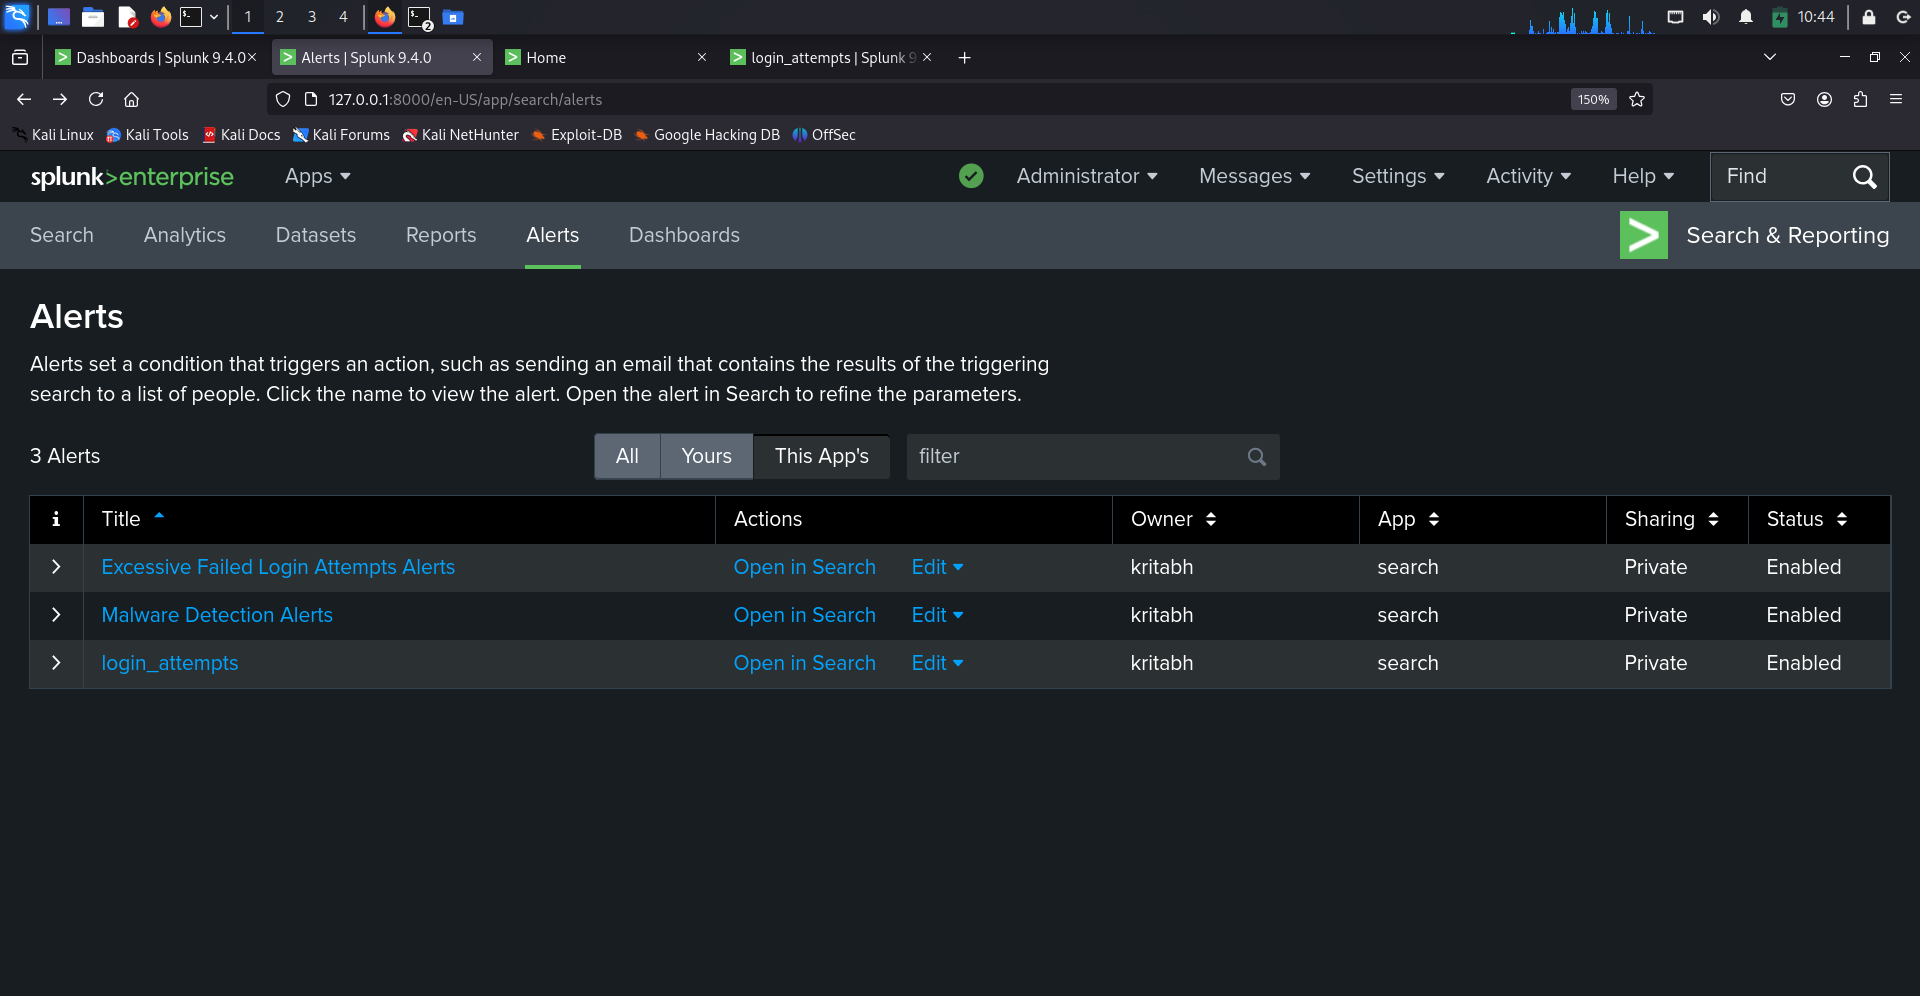 1 2 3 4 2 10:44
Dashboards | Splunk 9.4.0 Alerts | Splunk 9.4.0 Home login_attempts | Splunk 9
127.0.0.1:8000/en-US/app/search/alerts 150%
Kali Linux Kali Tools Kali Docs Kali Forums Kali NetHunter Exploit-DB Google Hacking DB OffSec
splunk>enterprise Apps Administrator Messages Settings Activity Help Find
Search Analytics Datasets Reports Alerts Dashboards Search & Reporting
Alerts
Alerts set a condition that triggers an action, such as sending an email that contains the results of the triggering
search to a list of people. Click the name to view the alert. Open the alert in Search to refine the parameters.
3 Alerts All Yours This App's filter
i Title Actions Owner App Sharing Status
Excessive Failed Login Attempts Alerts Open in Search Edit kritabh search Private Enabled
Malware Detection Alerts Open in Search Edit kritabh search Private Enabled
login_attempts Open in Search Edit kritabh search Private Enabled